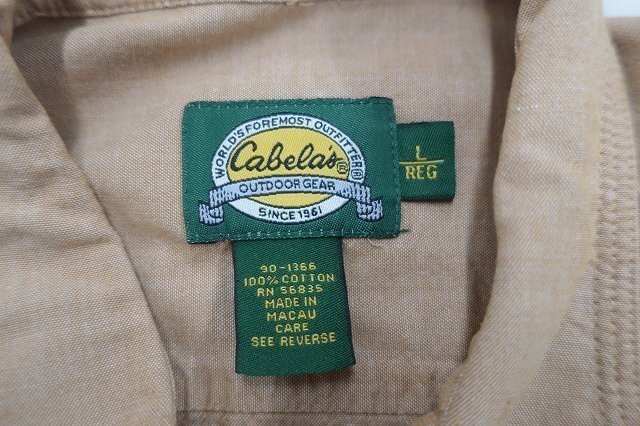 WORLD'S FOREMOST OUTFITTER®
Cabela's®
OUTDOOR GEAR
SINCE 1961
L
REG
90-1366
100% COTTON
RN 56835
MADE IN
MACAU
CARE
SEE REVERSE